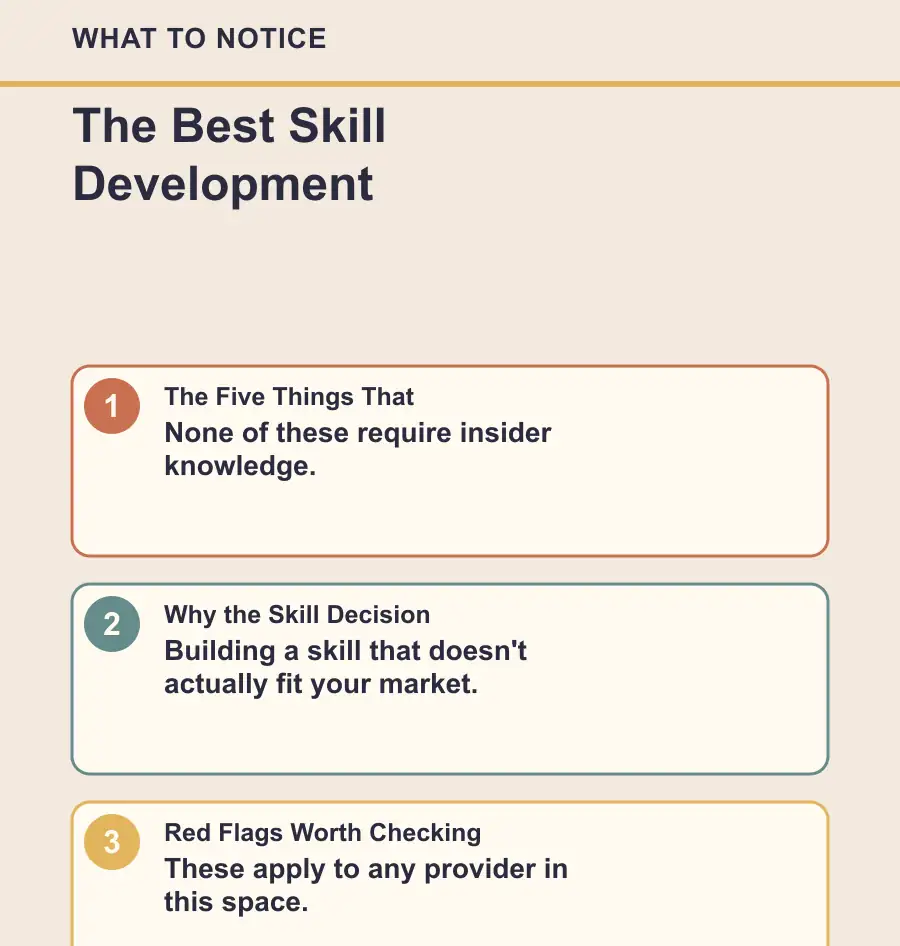 WHAT TO NOTICE
The Best Skill
Development
1
The Five Things That
None of these require insider
knowledge.
2
Why the Skill Decision
Building a skill that doesn't
actually fit your market.
3
Red Flags Worth Checking
These apply to any provider in
this space.